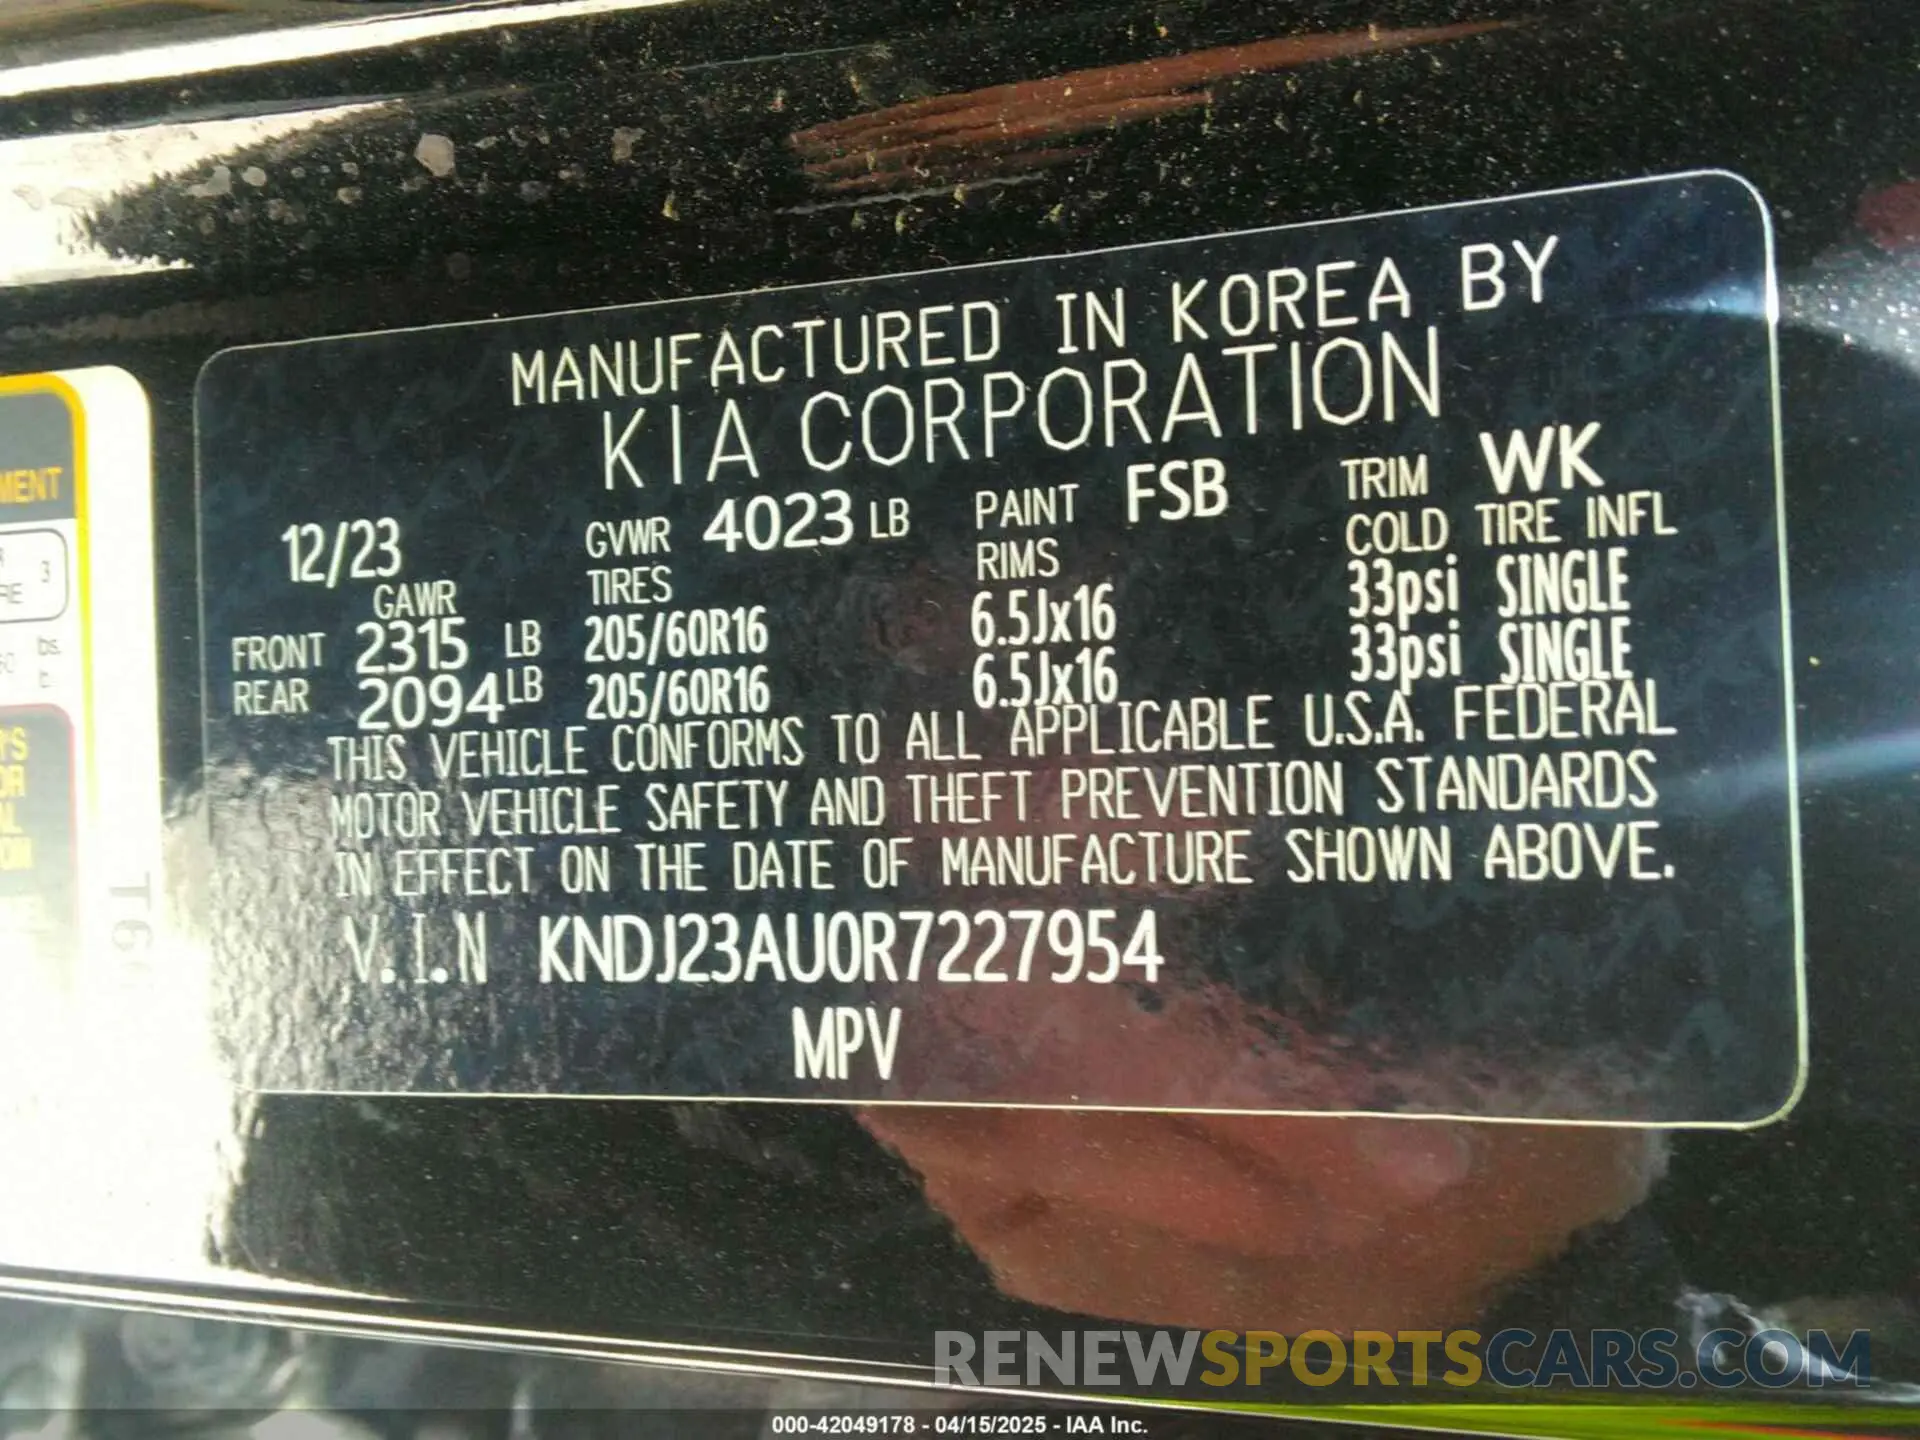 MANUFACTURED IN KOREA BY
KIA CORPORATION
12/23 GVWR 4023 LB PAINT FSB TRIM WK
GAWR TIRES RIMS COLD TIRE INFL
FRONT 2315 LB 205/60R16 6.5Jx16 33psi SINGLE
REAR 2094 LB 205/60R16 6.5Jx16 33psi SINGLE
THIS VEHICLE CONFORMS TO ALL APPLICABLE U.S.A. FEDERAL
MOTOR VEHICLE SAFETY AND THEFT PREVENTION STANDARDS
IN EFFECT ON THE DATE OF MANUFACTURE SHOWN ABOVE.
V.I.N KNDJ23AU0R7227954
MPV
MENT
3
RENEWSPORTSCARS.COM
000-42049178 - 04/15/2025 - IAA Inc.